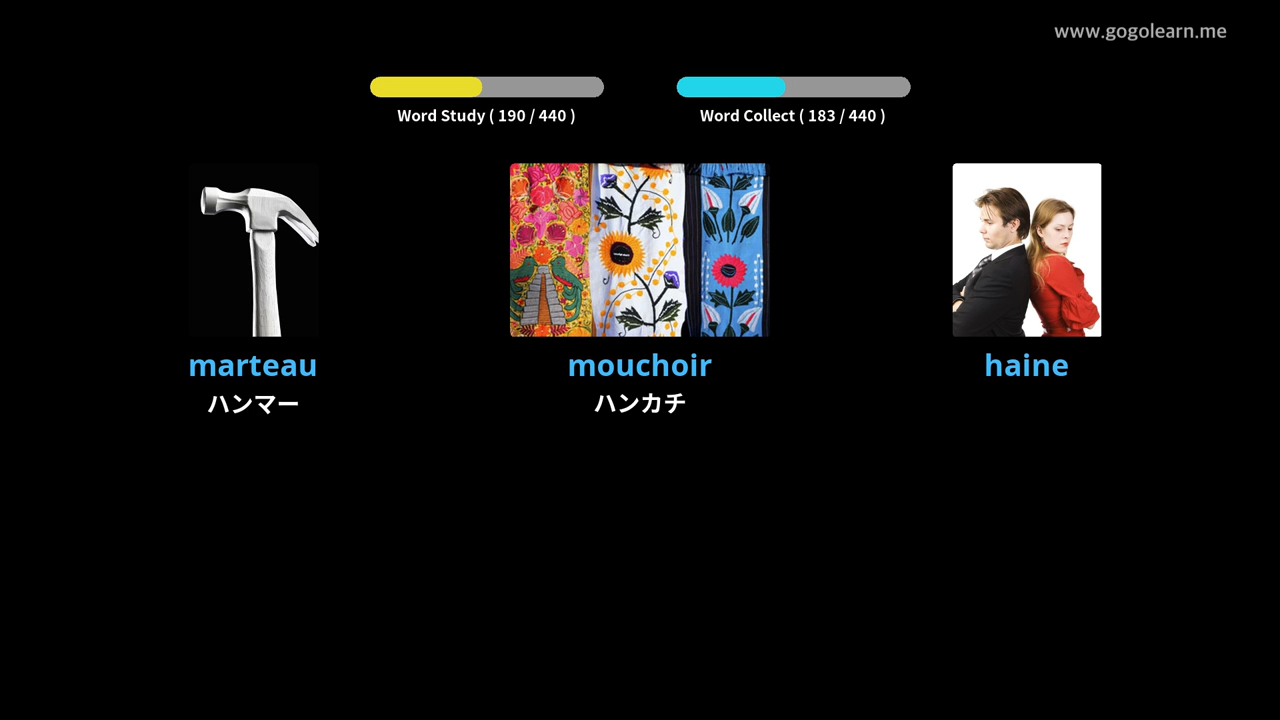 www.gogolearn.me
Word Study ( 190 / 440 )
Word Collect ( 183 / 440 )
marteau
ハンマー
mouchoir
ハンカチ
haine